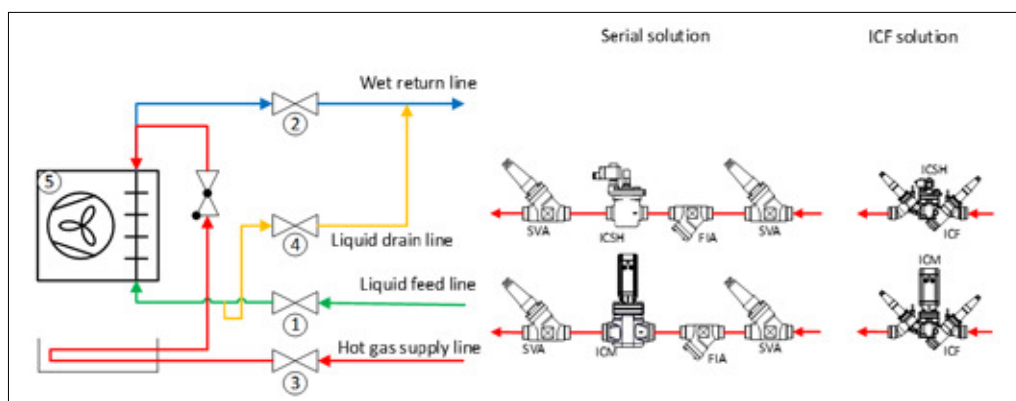 Serial solution
ICF solution
Wet return line
2
5
ICSH
SVA
ICSH
FIA
SVA
ICF
4
Liquid drain line
ICM
Liquid feed line
1
Hot gas supply line
SVA
ICM
FIA
SVA
ICF
3